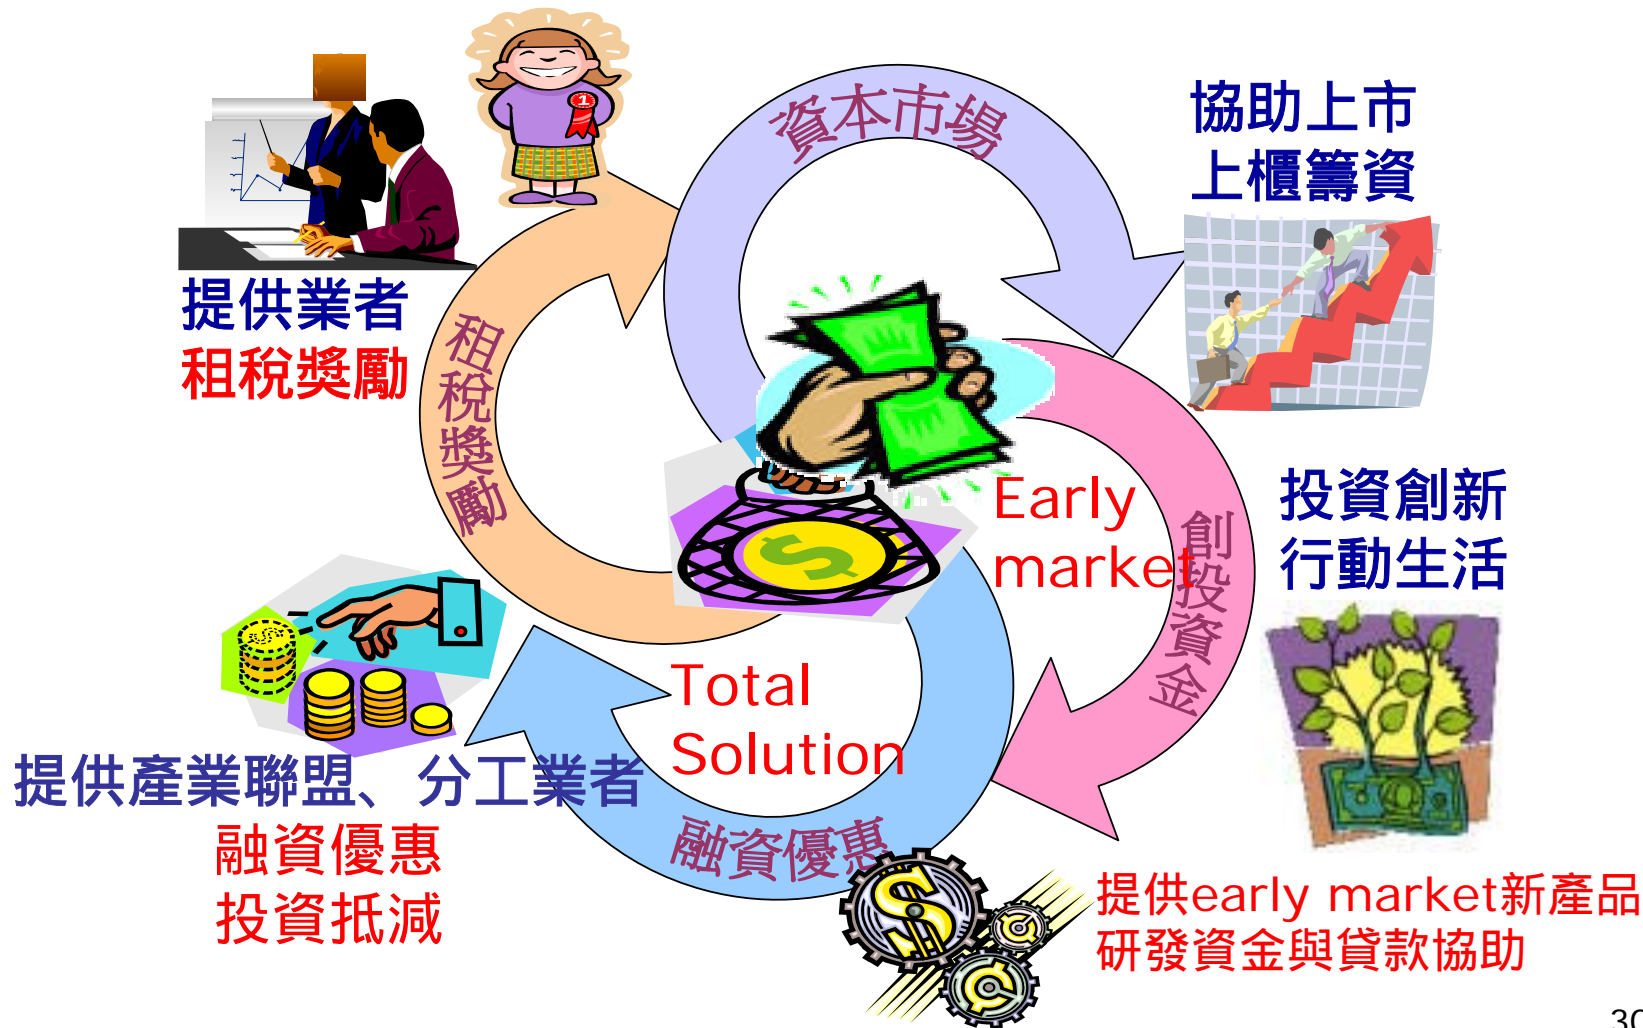 資本市場
協助上市
上櫃籌資
提供業者
租稅獎勵
租稅獎勵
1
$
Early
market
創投資金
投資創新
行動生活
Total
Solution
提供產業聯盟、分工業者
融資優惠
投資抵減
融資優惠
提供early market新產品
研發資金與貸款協助
30